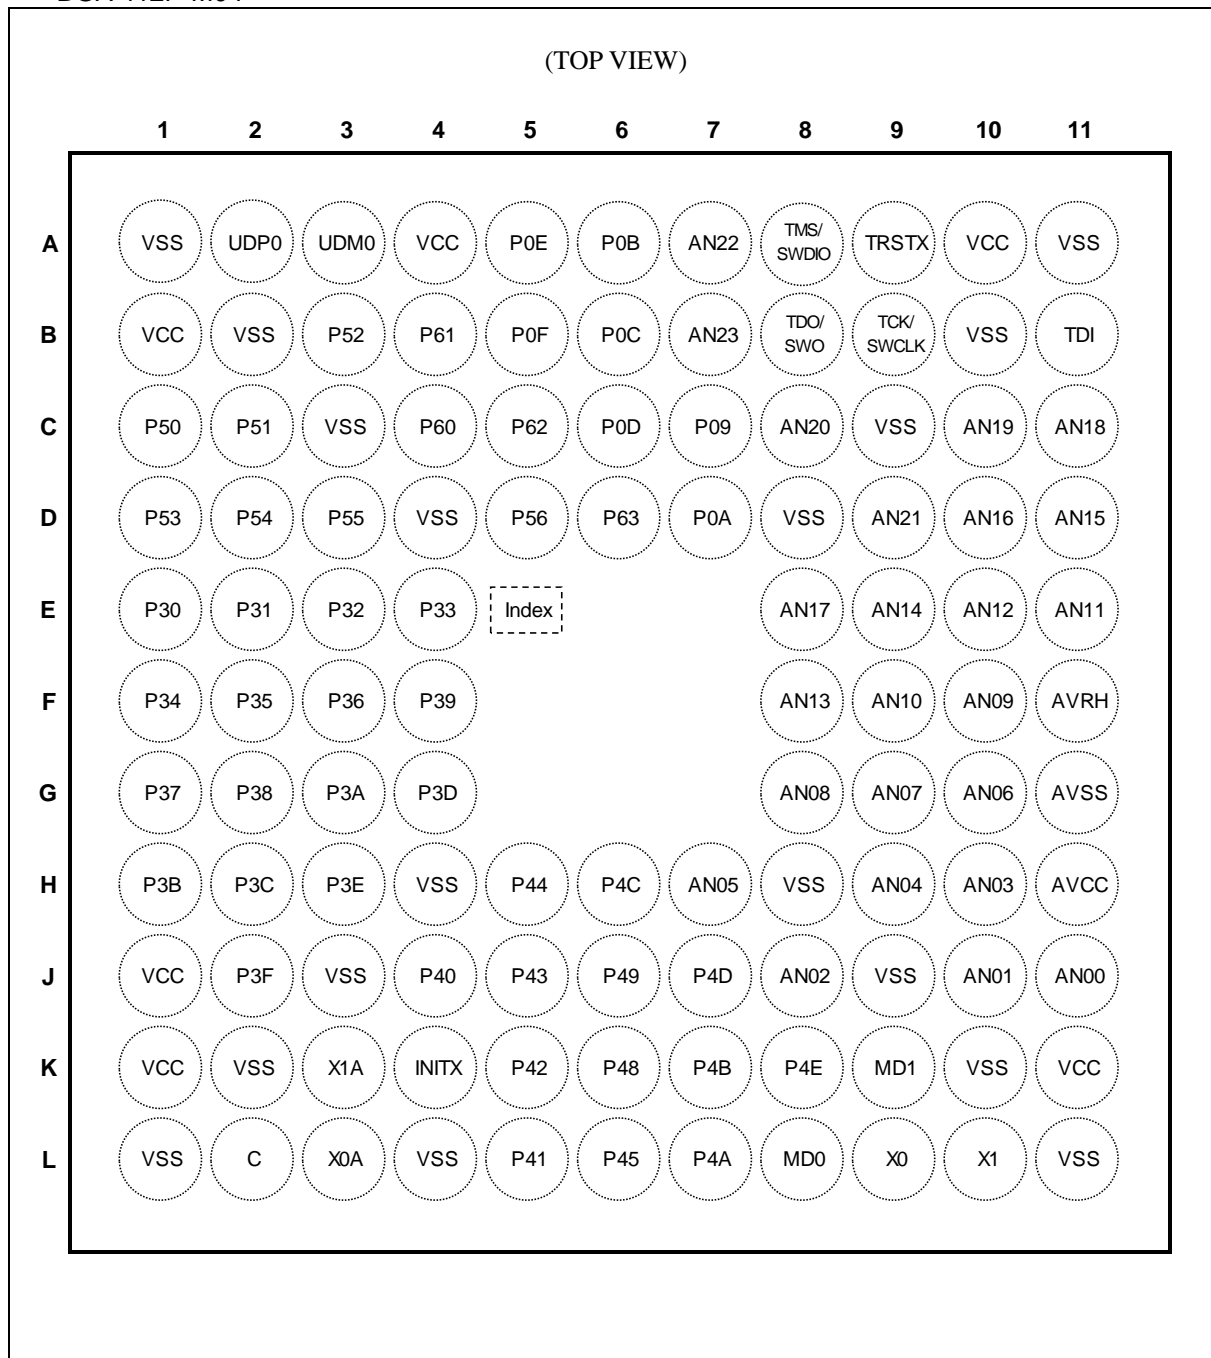 (TOP VIEW)
1 2 3 4 5 6 7 8 9 10 11
A VSS UDP0 UDM0 VCC P0E P0B AN22 TMS/ SWDIO TRSTX VCC VSS
B VCC VSS P52 P61 P0F P0C AN23 TDO/ SWO TCK/ SWCLK VSS TDI
C P50 P51 VSS P60 P62 P0D P09 AN20 VSS AN19 AN18
D P53 P54 P55 VSS P56 P63 P0A VSS AN21 AN16 AN15
E P30 P31 P32 P33 Index AN17 AN14 AN12 AN11
F P34 P35 P36 P39 AN13 AN10 AN09 AVRH
G P37 P38 P3A P3D AN08 AN07 AN06 AVSS
H P3B P3C P3E VSS P44 P4C AN05 VSS AN04 AN03 AVCC
J VCC P3F VSS P40 P43 P49 P4D AN02 VSS AN01 AN00
K VCC VSS X1A INITX P42 P48 P4B P4E MD1 VSS VCC
L VSS C X0A VSS P41 P45 P4A MD0 X0 X1 VSS